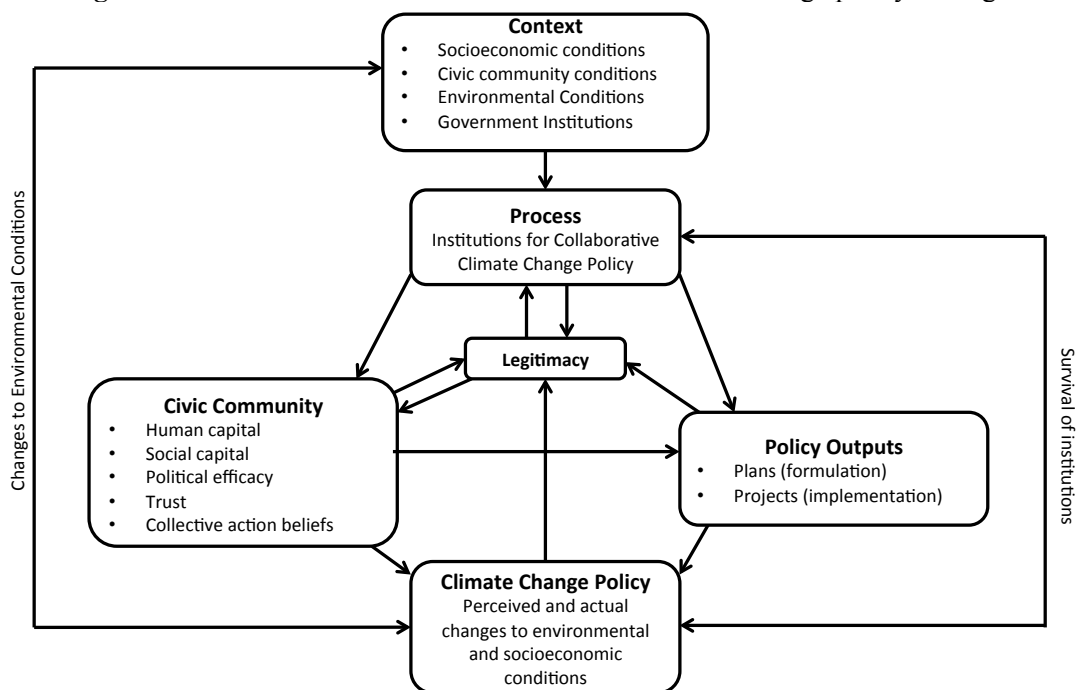 Context
• Socioeconomic conditions
• Civic community conditions
• Environmental Conditions
• Government Institutions
Process
Institutions for Collaborative
Climate Change Policy
Legitimacy
Civic Community
• Human capital
• Social capital
• Political efficacy
• Trust
• Collective action beliefs
Policy Outputs
• Plans (formulation)
• Projects (implementation)
Climate Change Policy
Perceived and actual
changes to environmental
and socioeconomic
conditions
Changes to Environmental Conditions
Survival of institutions